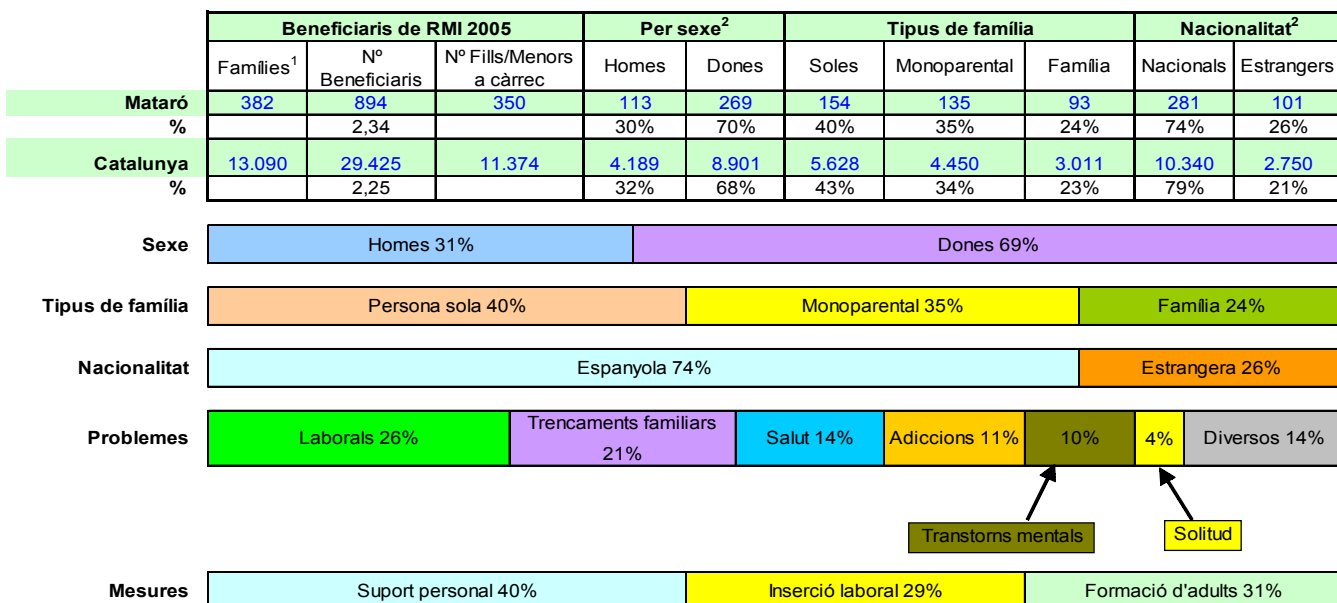 Beneficiaris de RMI 2005 Per sexe² Tipus de família Nacionalitat²
Famílies¹ Nº Beneficiaris Nº Fills/Menors a càrrec Homes Dones Soles Monoparental Família Nacionals Estrangers
Mataró 382 894 350 113 269 154 135 93 281 101
% 2,34 30% 70% 40% 35% 24% 74% 26%
Catalunya 13.090 29.425 11.374 4.189 8.901 5.628 4.450 3.011 10.340 2.750
% 2,25 32% 68% 43% 34% 23% 79% 21%
Sexe Homes 31% Dones 69%
Tipus de família Persona sola 40% Monoparental 35% Família 24%
Nacionalitat Espanyola 74% Estrangera 26%
Problemes Laborals 26% Trencaments familiars 21% Salut 14% Adiccions 11% 10% 4% Diversos 14%
Transtorns mentals Solitud
Mesures Suport personal 40% Inserció laboral 29% Formació d'adults 31%